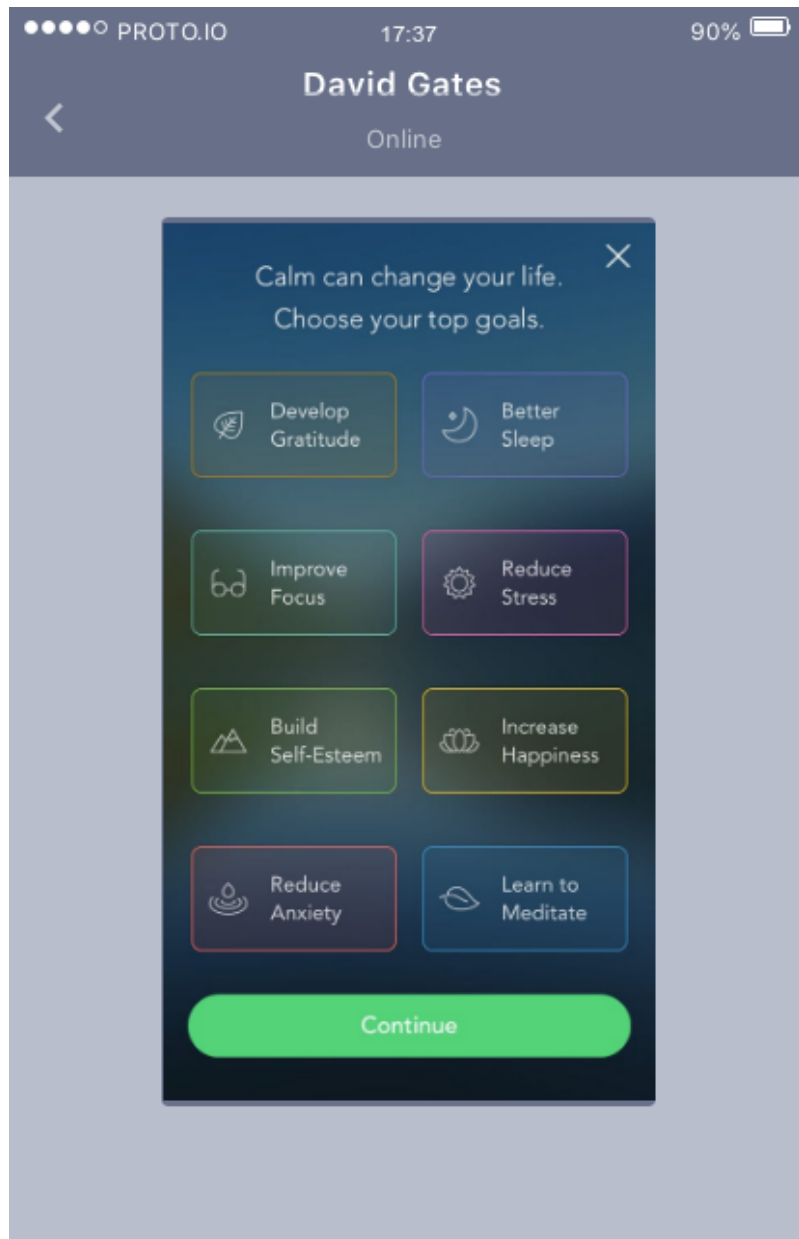 PROTO.IO 17:37 90%
David Gates
Online
Calm can change your life.
Choose your top goals.
Develop
Gratitude
Better
Sleep
Improve
Focus
Reduce
Stress
Build
Self-Esteem
Increase
Happiness
Reduce
Anxiety
Learn to
Meditate
Continue